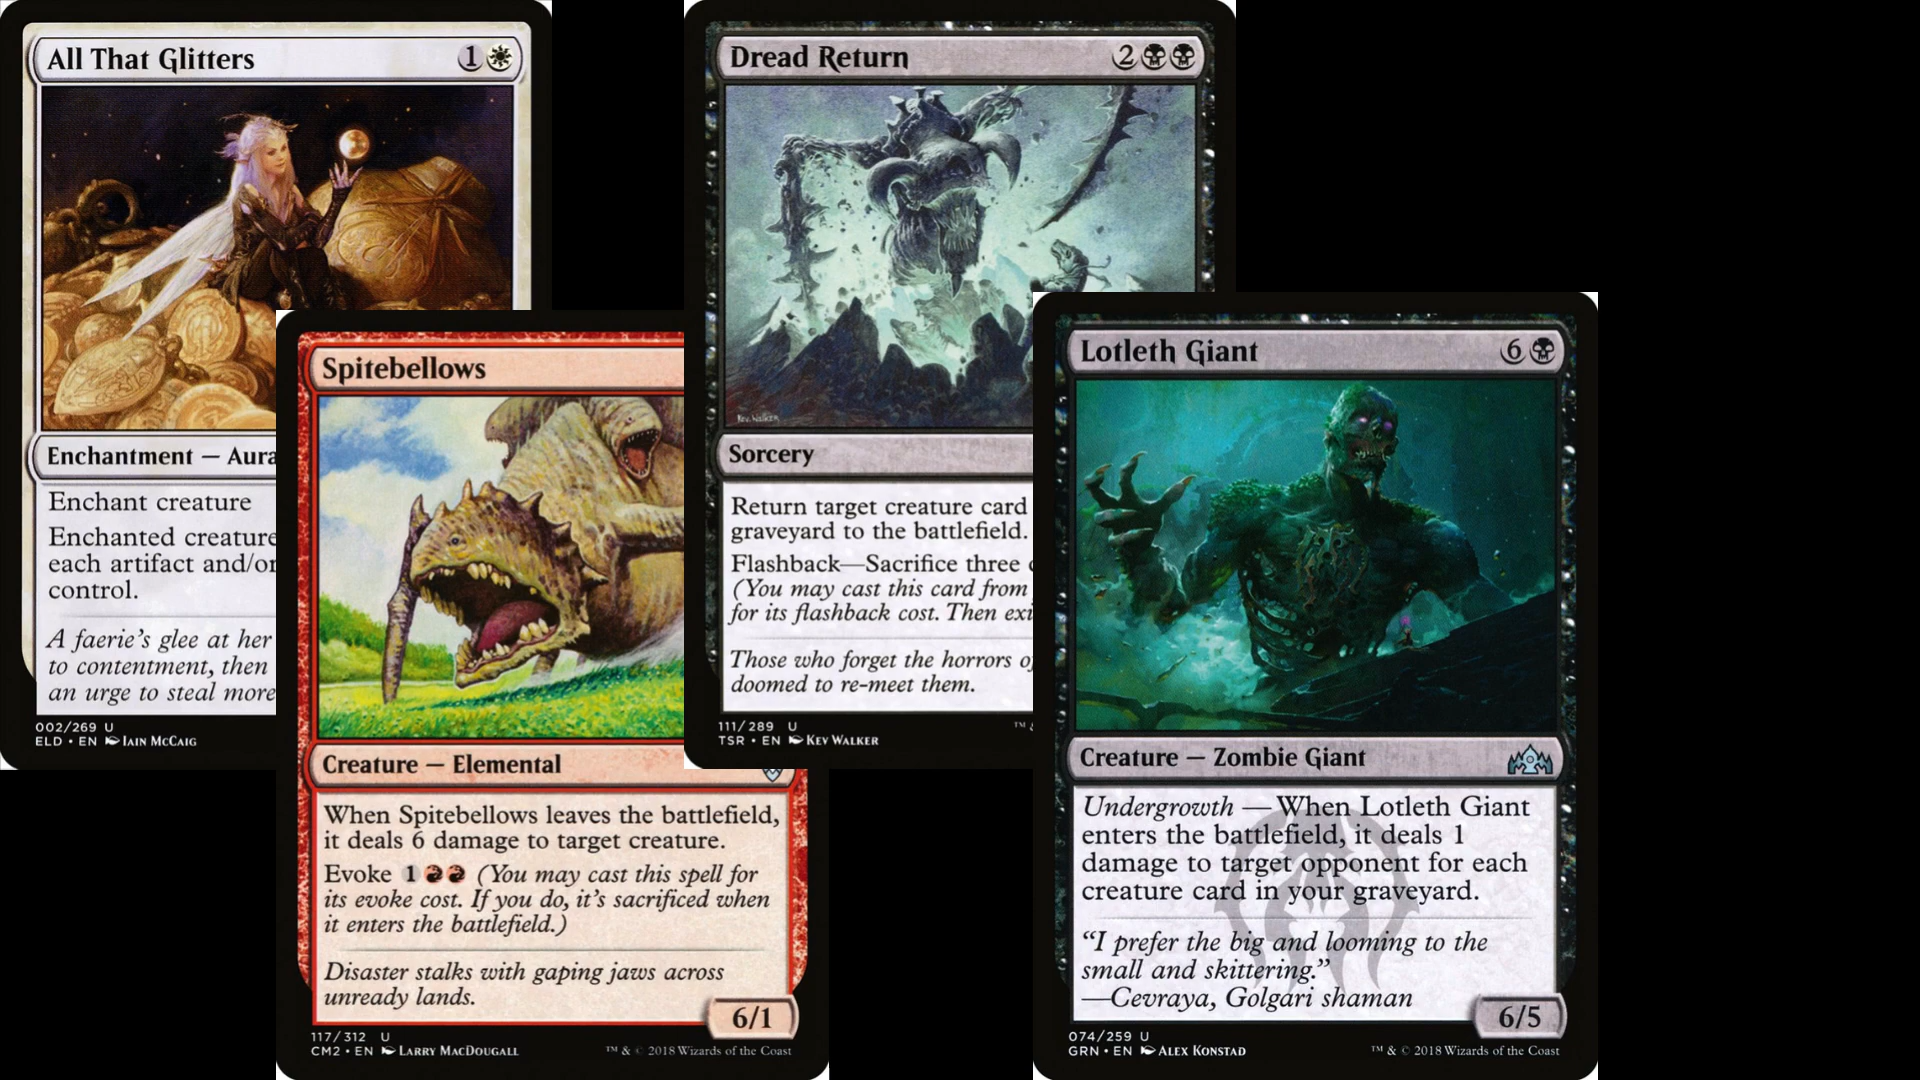 All That Glitters 1
Enchantment — Aura
Enchant creature
Enchanted creature
each artifact and/or
control.
A faerie's glee at her
to contentment, then
an urge to steal more
002/269 U
ELD • EN Iain McCaig
Spitebellows
Creature — Elemental
When Spitebellows leaves the battlefield,
it deals 6 damage to target creature.
Evoke 1 (You may cast this spell for
its evoke cost. If you do, it's sacrificed when
it enters the battlefield.)
Disaster stalks with gaping jaws across
unready lands.
6/1
117/312 U
CM2 • EN Larry MacDougall
™ & © 2018 Wizards of the Coast
Dread Return 2
Kev Walker
Sorcery
Return target creature card
graveyard to the battlefield.
Flashback—Sacrifice three
(You may cast this card from
for its flashback cost. Then exi
Those who forget the horrors o
doomed to re-meet them.
111/289 U
TSR • EN Kev Walker
™ &
Lotleth Giant 6
Creature — Zombie Giant
Undergrowth — When Lotleth Giant
enters the battlefield, it deals 1
damage to target opponent for each
creature card in your graveyard.
"I prefer the big and looming to the
small and skittering."
—Cevraya, Golgari shaman
6/5
074/259 U
GRN • EN Alex Konstad
™ & © 2018 Wizards of the Coast